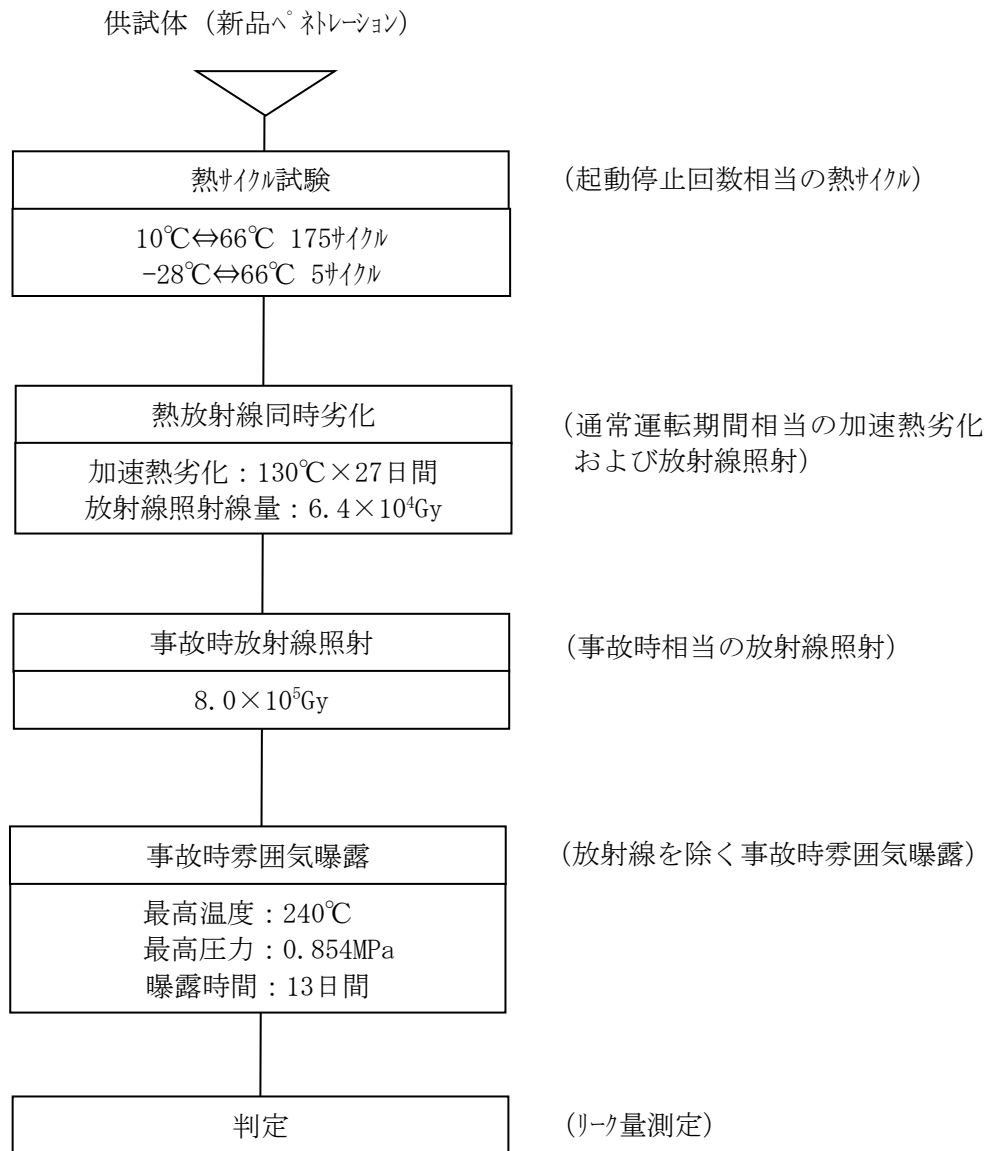 供試体（新品ﾍﾟﾈﾄﾚｰｼｮﾝ）
熱ｻｲｸﾙ試験
（起動停止回数相当の熱ｻｲｸﾙ）
10℃⇔66℃ 175ｻｲｸﾙ
-28℃⇔66℃ 5ｻｲｸﾙ
熱放射線同時劣化
（通常運転期間相当の加速熱劣化
および放射線照射）
加速熱劣化：130℃×27日間
放射線照射線量：6.4×10⁴Gy
事故時放射線照射
（事故時相当の放射線照射）
8.0×10⁵Gy
事故時雰囲気曝露
（放射線を除く事故時雰囲気曝露）
最高温度：240℃
最高圧力：0.854MPa
曝露時間：13日間
判定
（ﾘｰｸ量測定）